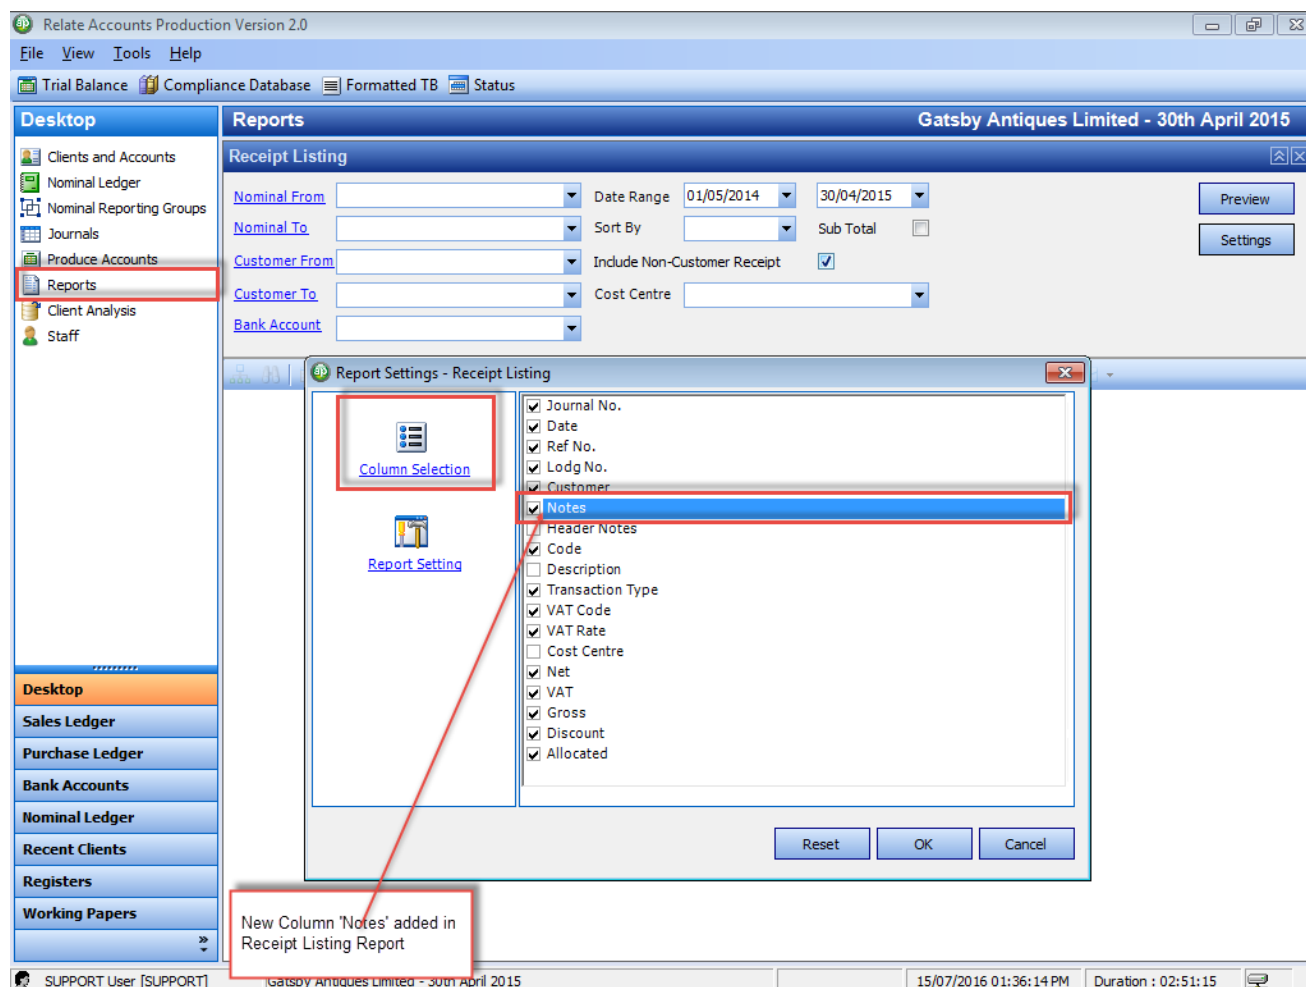 Relate Accounts Production Version 2.0
File View Tools Help
Trial Balance Compliance Database Formatted TB Status
Desktop
Reports Gatsby Antiques Limited - 30th April 2015
Clients and Accounts
Nominal Ledger
Nominal Reporting Groups
Journals
Produce Accounts
Reports
Client Analysis
Staff
Receipt Listing
Nominal From Date Range 01/05/2014 30/04/2015 Preview
Nominal To Sort By Sub Total Settings
Customer From Include Non-Customer Receipt
Customer To Cost Centre
Bank Account
Report Settings - Receipt Listing
Column Selection
Report Setting
Journal No.
Date
Ref No.
Lodg No.
Customer
Notes
Header Notes
Code
Description
Transaction Type
VAT Code
VAT Rate
Cost Centre
Net
VAT
Gross
Discount
Allocated
Reset OK Cancel
Desktop
Sales Ledger
Purchase Ledger
Bank Accounts
Nominal Ledger
Recent Clients
Registers
Working Papers
New Column 'Notes' added in
Receipt Listing Report
SUPPORT User [SUPPORT] Gatsby Antiques Limited - 30th April 2015 15/07/2016 01:36:14 PM Duration : 02:51:15